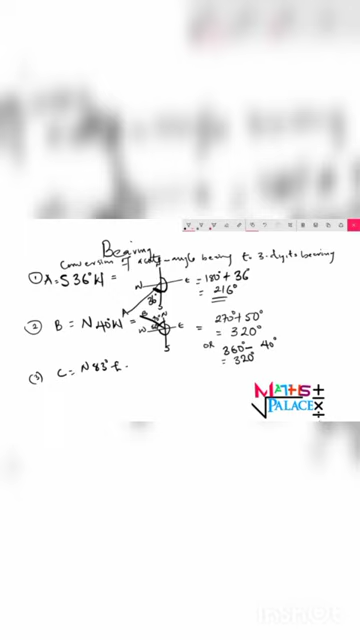 Bearing
Conversion of acute-angle bearing to 3-digits bearing
① A = S 36° W = = 180° + 36°
= 216°
N
W E
S
36°
A
② B = N 40° W = = 270° + 50°
= 320°
OR 360° - 40°
= 320°
B N
W E
S
③ C = N 83° E.
MATHS
PALACE